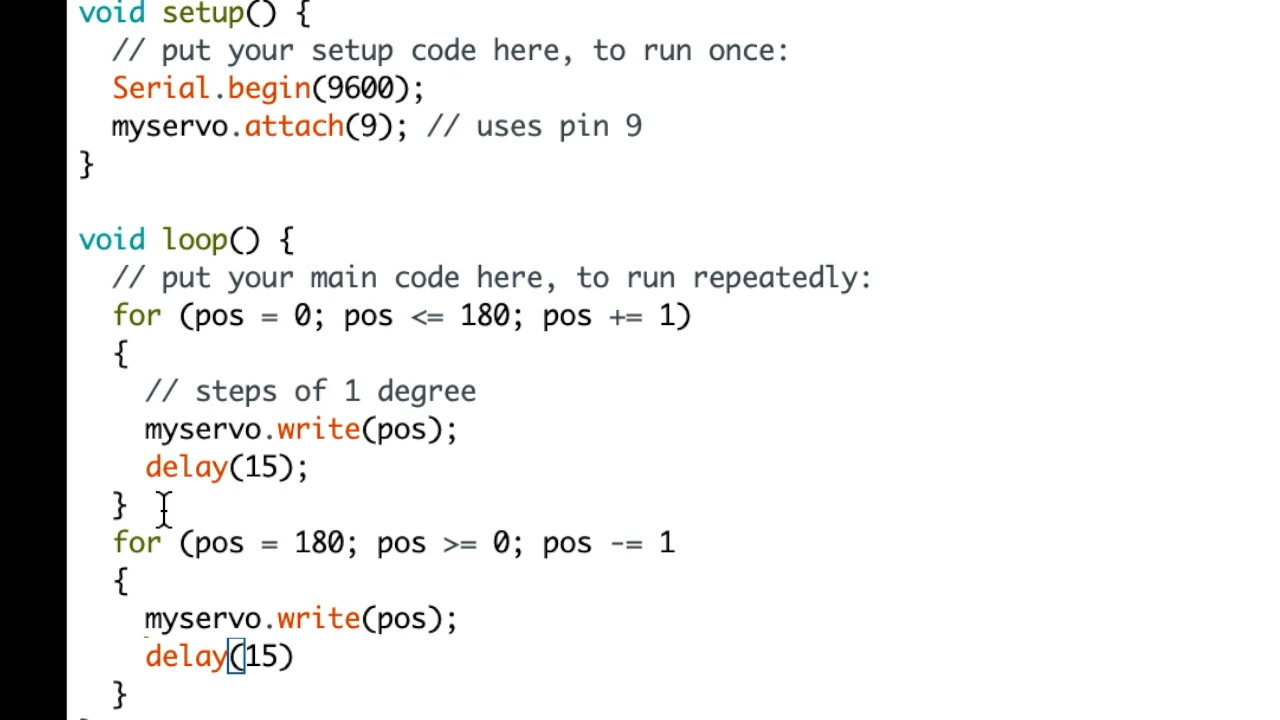 void setup() {
  // put your setup code here, to run once:
  Serial.begin(9600);
  myservo.attach(9); // uses pin 9
}

void loop() {
  // put your main code here, to run repeatedly:
  for (pos = 0; pos <= 180; pos += 1)
  {
    // steps of 1 degree
    myservo.write(pos);
    delay(15);
  }
  for (pos = 180; pos >= 0; pos -= 1
  {
    myservo.write(pos);
    delay(15)
  }